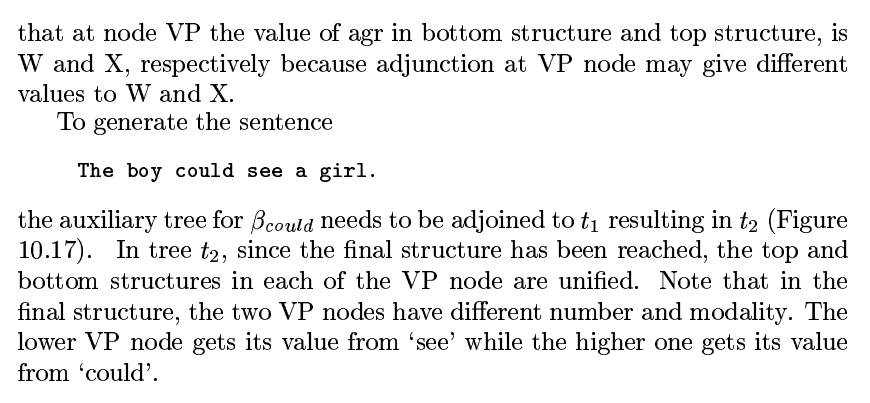 that at node VP the value of agr in bottom structure and top structure, is
W and X, respectively because adjunction at VP node may give different
values to W and X.
To generate the sentence
The boy could see a girl.
the auxiliary tree for β_could needs to be adjoined to t₁ resulting in t₂ (Figure
10.17). In tree t₂, since the final structure has been reached, the top and
bottom structures in each of the VP node are unified. Note that in the
final structure, the two VP nodes have different number and modality. The
lower VP node gets its value from ‘see’ while the higher one gets its value
from ‘could’.